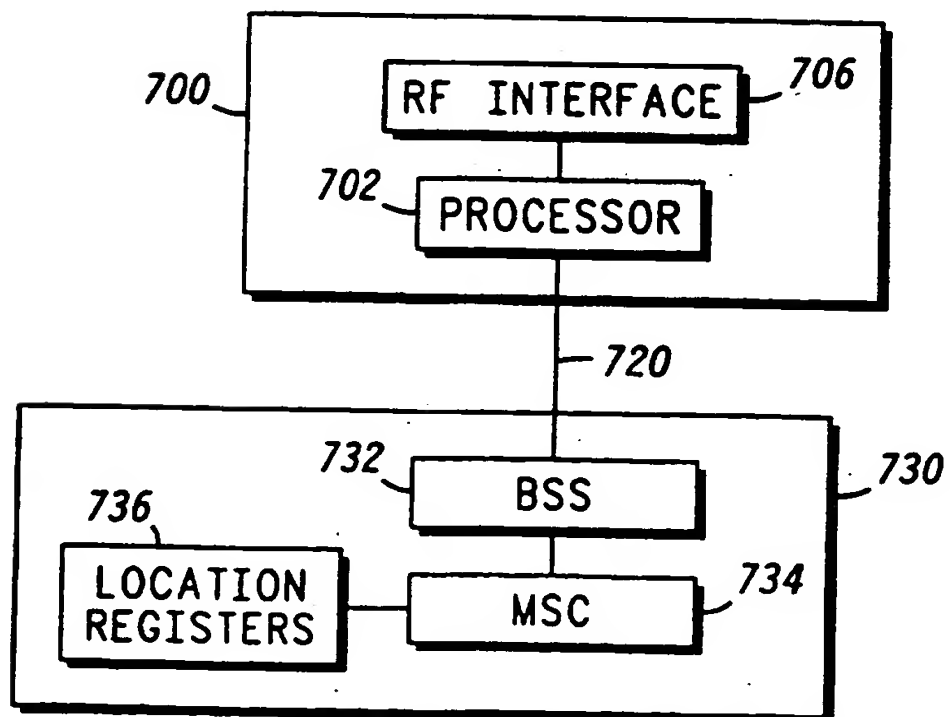 700
RF INTERFACE
706
702
PROCESSOR
720
732
BSS
730
736
LOCATION
REGISTERS
MSC
734